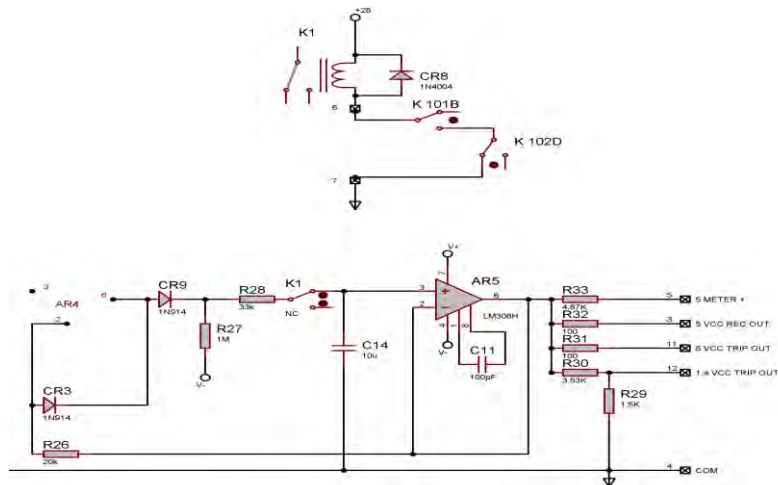 +28
K1
CR8
1N4004
6
K 101B
K 102D
7
V+
3
AR4
6
2
CR9
1N914
R28
33k
K1
NC
R27
1M
V-
C14
10u
3
2
7
AR5
6
LM308H
4
1
8
V-
C11
100pF
R33
4.87K
5
5 METER +
R32
100
3
5 VCC REC OUT
R31
100
11
5 VCC TRIP OUT
R30
3.53K
12
1.4 VCC TRIP OUT
R29
1.5K
CR3
1N914
R26
20k
4
COM